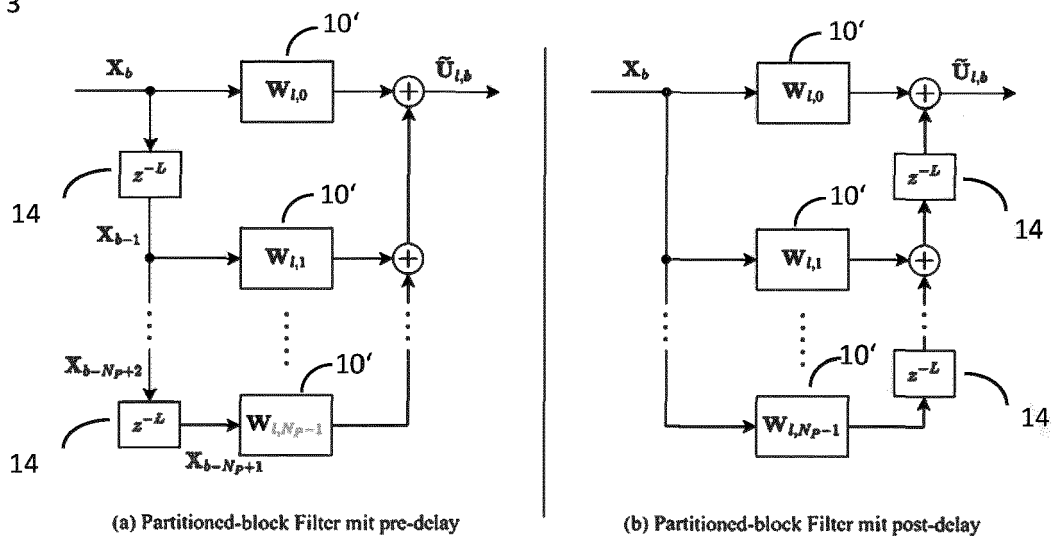 3
10‘
10‘
X_b
W_{l,0}
Ũ_{l,b}
X_b
W_{l,0}
Ũ_{l,b}
z^{-L}
10‘
10‘
z^{-L}
14
X_{b-1}
W_{l,1}
W_{l,1}
14
10‘
10‘
X_{b-N_P+2}
z^{-L}
z^{-L}
W_{l,N_P-1}
W_{l,N_P-1}
14
14
X_{b-N_P+1}
(a) Partitioned-block Filter mit pre-delay
(b) Partitioned-block Filter mit post-delay